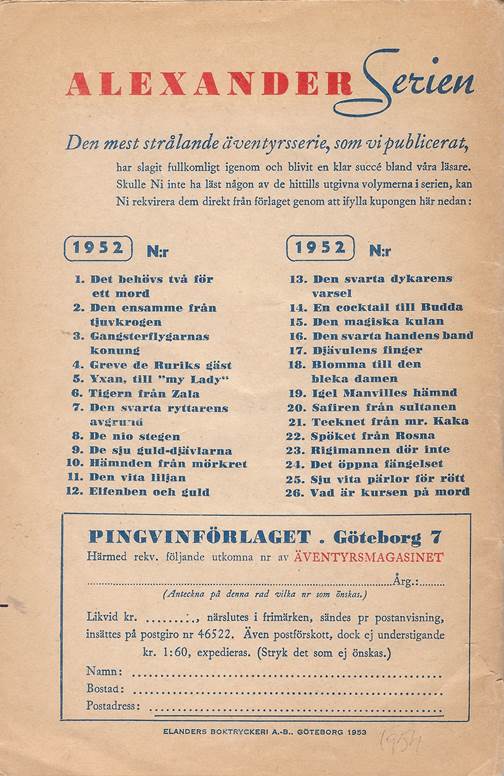 ALEXANDER Serien
Den mest strålande äventyrsserie, som vi publicerat,
har slagit fullkomligt igenom och blivit en klar succé bland våra läsare.
Skulle Ni inte ha läst någon av de hittills utgivna volymerna i serien, kan
Ni rekvirera dem direkt från förlaget genom att ifylla kupongen här nedan:
1952 N:r
1. Det behövs två för
ett mord
2. Den ensamme från
tjuvkrogen
3. Gangsterflygarnas
konung
4. Greve de Ruriks gäst
5. Yxan, till "my Lady"
6. Tigern från Zala
7. Den svarta ryttarens
avgrund
8. De nio stegen
9. De sju guld-djävlarna
10. Hämnden från mörkret
11. Den vita liljan
12. Elfenben och guld
1952 N:r
13. Den svarta dykarens
varsel
14. En cocktail till Budda
15. Den magiska kulan
16. Den svarta handens band
17. Djävulens finger
18. Blomma till den
bleka damen
19. Igel Manvilles hämnd
20. Safiren från sultanen
21. Tecknet från mr. Kaka
22. Spöket från Rosna
23. Rigimannen dör inte
24. Det öppna fängelset
25. Sju vita pärlor för rött
26. Vad är kursen på mord
PINGVINFÖRLAGET . Göteborg 7
Härmed rekv. följande utkomna nr av ÄVENTYRSMAGASINET
Årg.:
(Anteckna på denna rad vilka nr som önskas.)
Likvid kr. ........., närslutes i frimärken, sändes pr postanvisning,
insättes på postgiro nr 46522. Även postförskott, dock ej understigande
kr. 1:60, expedieras. (Stryk det som ej önskas.)
Namn:
Bostad:
Postadress:
ELANDERS BOKTRYCKERI A.-B., GÖTEBORG 1953
1954